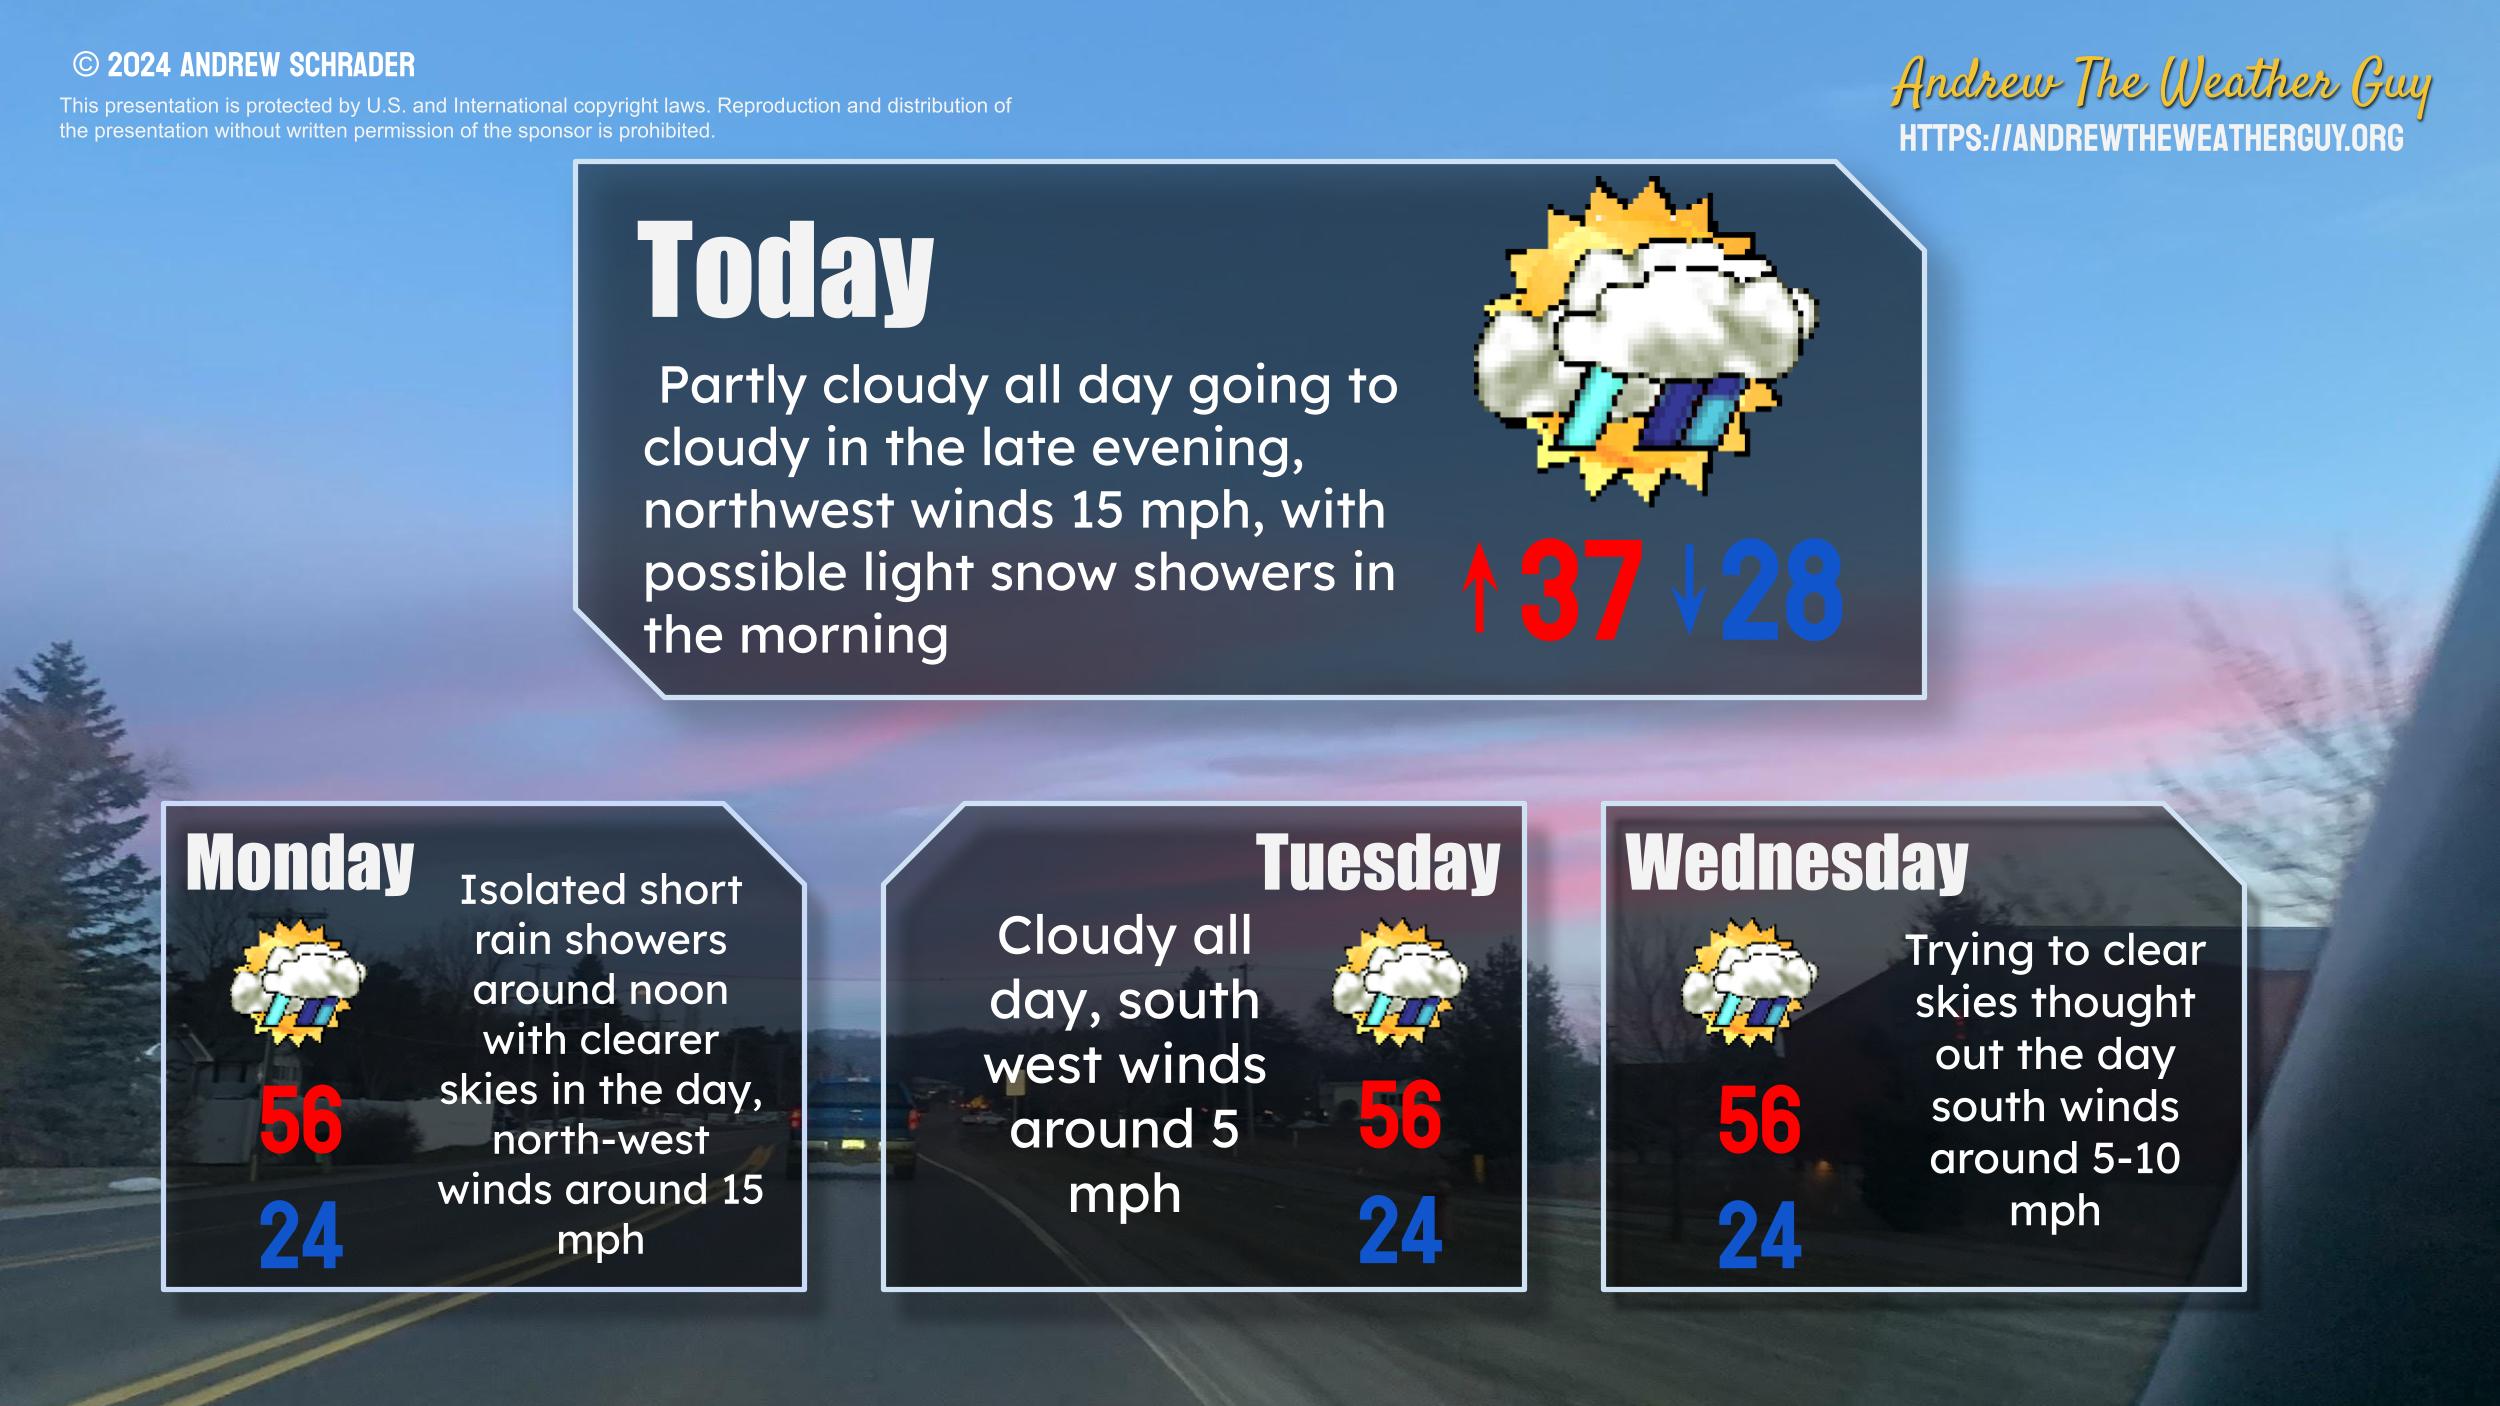 © 2024 ANDREW SCHRADER
This presentation is protected by U.S. and International copyright laws. Reproduction and distribution of
the presentation without written permission of the sponsor is prohibited.
Andrew The Weather Guy
HTTPS://ANDREWTHEWEATHERGUY.ORG
Today
Partly cloudy all day going to
cloudy in the late evening,
northwest winds 15 mph, with
possible light snow showers in
the morning
↑37 ↓28
Monday
Isolated short
rain showers
around noon
with clearer
skies in the day,
north-west
winds around 15
mph
56
24
Tuesday
Cloudy all
day, south
west winds
around 5
mph
56
24
Wednesday
Trying to clear
skies thought
out the day
south winds
around 5-10
mph
56
24